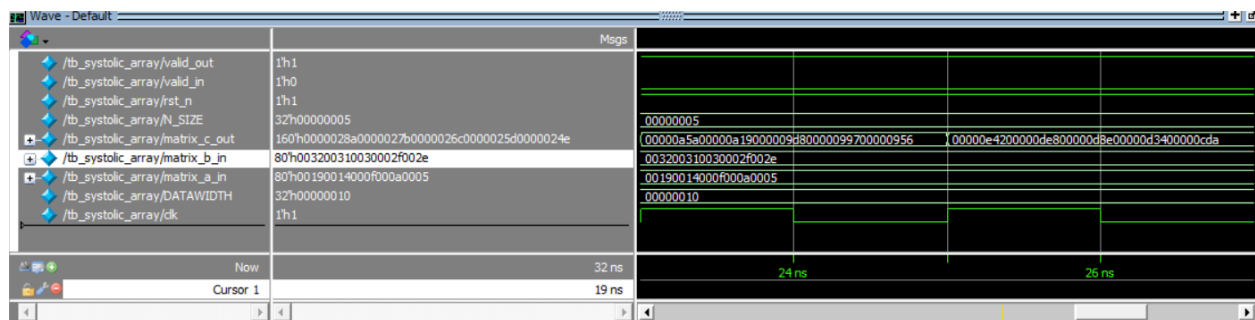 Wave - Default
Msgs
/tb_systolic_array/valid_out 1'h1
/tb_systolic_array/valid_in 1'h0
/tb_systolic_array/rst_n 1'h1
/tb_systolic_array/N_SIZE 32'h00000005 00000005
/tb_systolic_array/matrix_c_out 160'h0000028a0000027b0000026c0000025d0000024e 00000a5a00000a19000009d80000099700000956 00000e4200000de800000d8e00000d3400000cda
/tb_systolic_array/matrix_b_in 80'h003200310030002f002e 003200310030002f002e
/tb_systolic_array/matrix_a_in 80'h00190014000f000a0005 00190014000f000a0005
/tb_systolic_array/DATAWIDTH 32'h00000010 00000010
/tb_systolic_array/clk 1'h1
Now 32 ns 24 ns 26 ns
Cursor 1 19 ns